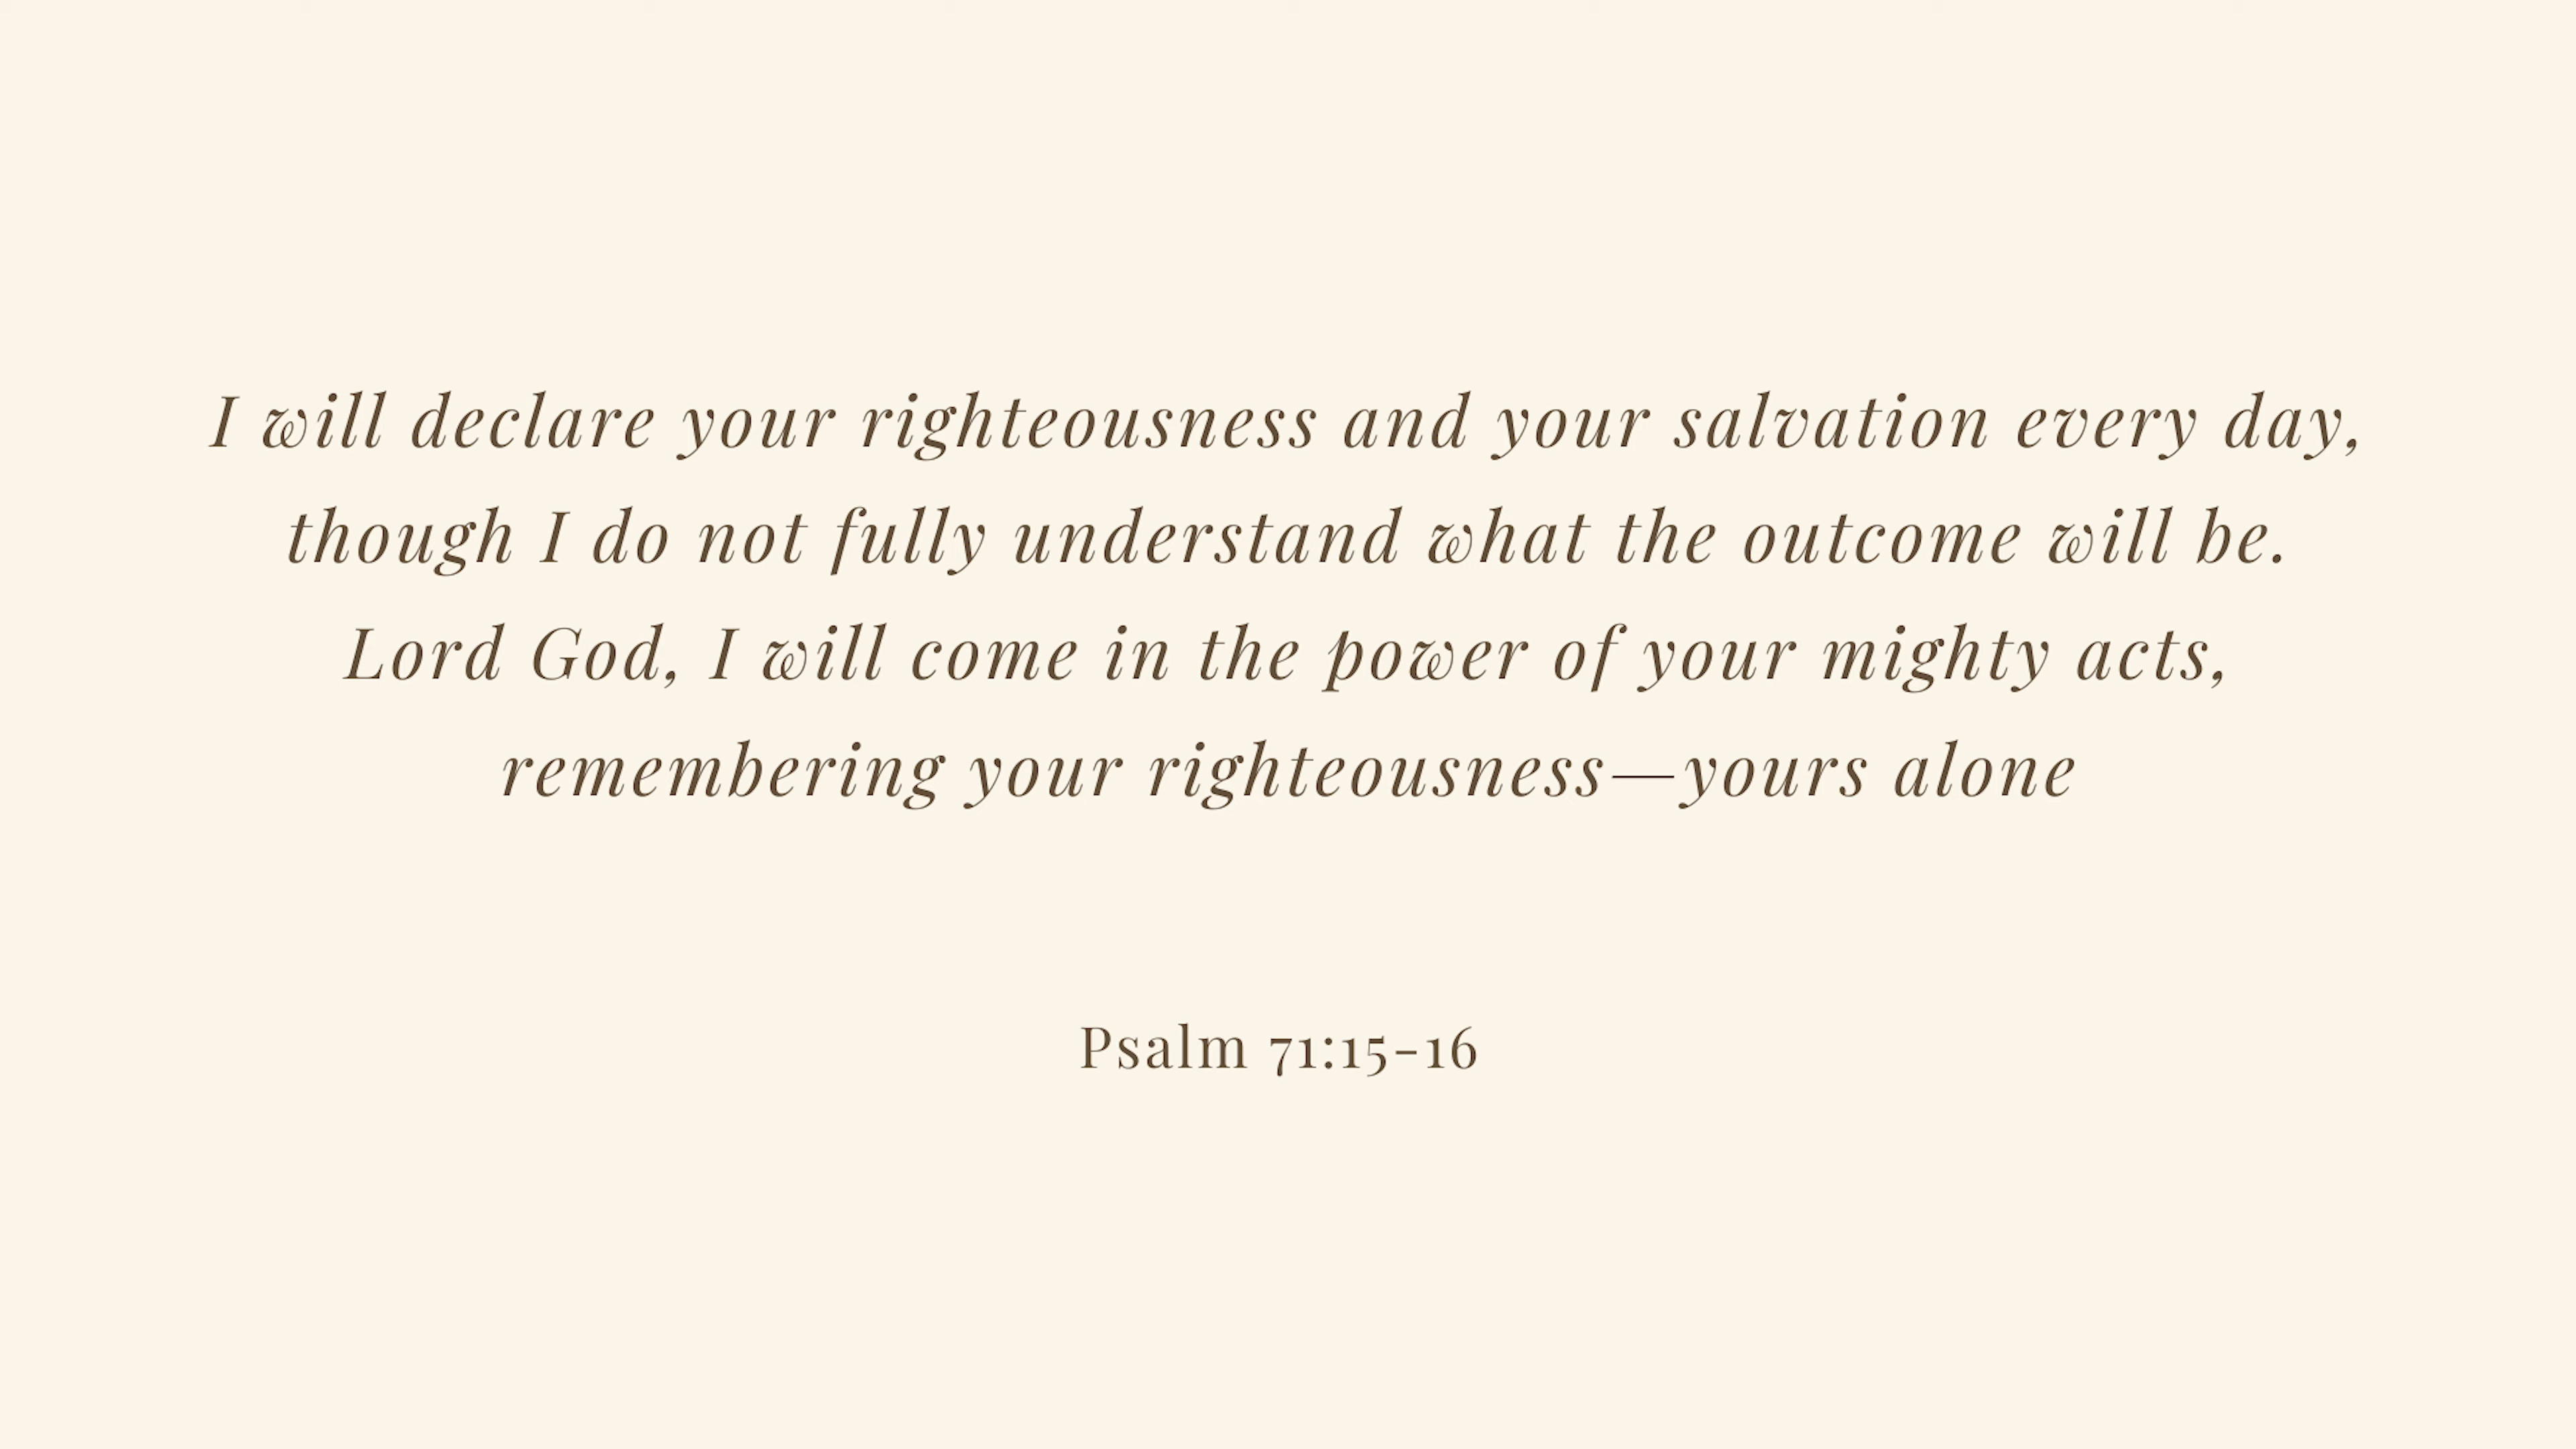 I will declare your righteousness and your salvation every day,
though I do not fully understand what the outcome will be.
Lord God, I will come in the power of your mighty acts,
remembering your righteousness—yours alone
Psalm 71:15-16